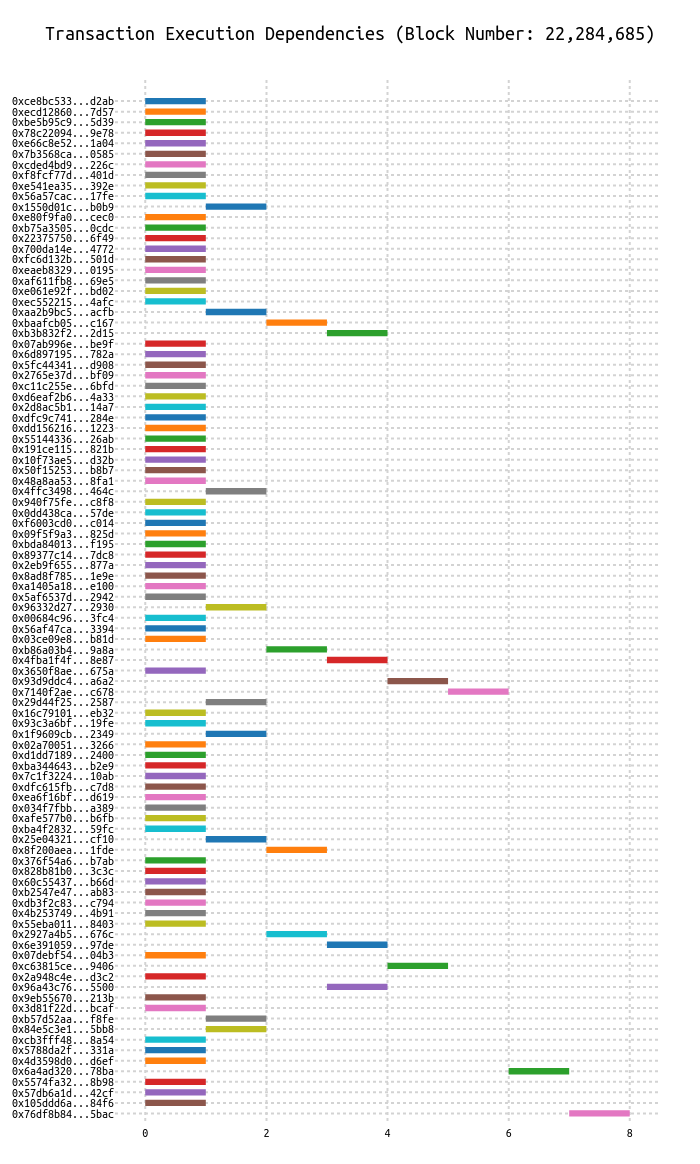 Transaction Execution Dependencies (Block Number: 22,284,685)
0xce8bc533...d2ab
0xecd12860...7d57
0xbe5b95c9...5d39
0x78c22094...9e78
0xe66c8e52...1a04
0x7b3568ca...0585
0xcded4bd9...226c
0xf8fcf77d...401d
0xe541ea35...392e
0x56a57cac...17fe
0x1550d01c...b0b9
0xe80f9fa0...cec0
0xb75a3505...0cdc
0x22375750...6f49
0x700da14e...4772
0xfc6d132b...501d
0xeaeb8329...0195
0xaf611fb8...69e5
0xe061e92f...bd02
0xec552215...4afc
0xaa2b9bc5...acfb
0xbaafcb05...c167
0xb3b832f2...2d15
0x07ab996e...be9f
0x6d897195...782a
0x5fc44341...d908
0x2765e37d...bf09
0xc11c255e...6bfd
0xd6eaf2b6...4a33
0x2d8ac5b1...14a7
0xdfc9c741...284e
0xdd156216...1223
0x55144336...26ab
0x191ce115...821b
0x10f73ae5...d32b
0x50f15253...b8b7
0x48a8aa53...8fa1
0x4ffc3498...464c
0x940f75fe...c8f8
0x0dd438ca...57de
0xf6003cd0...c014
0x09f5f9a3...825d
0xbda84013...f195
0x89377c14...7dc8
0x2eb9f655...877a
0x8ad8f785...1e9e
0xa1405a18...e100
0x5af6537d...2942
0x96332d27...2930
0x00684c96...3fc4
0x56af47ca...3394
0x03ce09e8...b81d
0xb86a03b4...9a8a
0x4fba1f4f...8e87
0x3650f8ae...675a
0x93d9ddc4...a6a2
0x7140f2ae...c678
0x29d44f25...2587
0x16c79101...eb32
0x93c3a6bf...19fe
0x1f9609cb...2349
0x02a70051...3266
0xd1dd7189...2400
0xba344643...b2e9
0x7c1f3224...10ab
0xdfc615fb...c7d8
0xea6f16bf...d619
0x034f7fbb...a389
0xafe577b0...b6fb
0xba4f2832...59fc
0x25e04321...cf10
0x8f200aea...1fde
0x376f54a6...b7ab
0x828b81b0...3c3c
0x60c55437...b66d
0xb2547e47...ab83
0xdb3f2c83...c794
0x4b253749...4b91
0x55eba011...8403
0x2927a4b5...676c
0x6e391059...97de
0x07debf54...04b3
0xc63815ce...9406
0x2a948c4e...d3c2
0x96a43c76...5500
0x9eb55670...213b
0x3d81f22d...bcaf
0xb57d52aa...f8fe
0x84e5c3e1...5bb8
0xcb3fff48...8a54
0x5788da2f...331a
0x4d3598d0...d6ef
0x6a4ad320...78ba
0x5574fa32...8b98
0x57db6a1d...42cf
0x105ddd6a...84f6
0x76df8b84...5bac
0 2 4 6 8